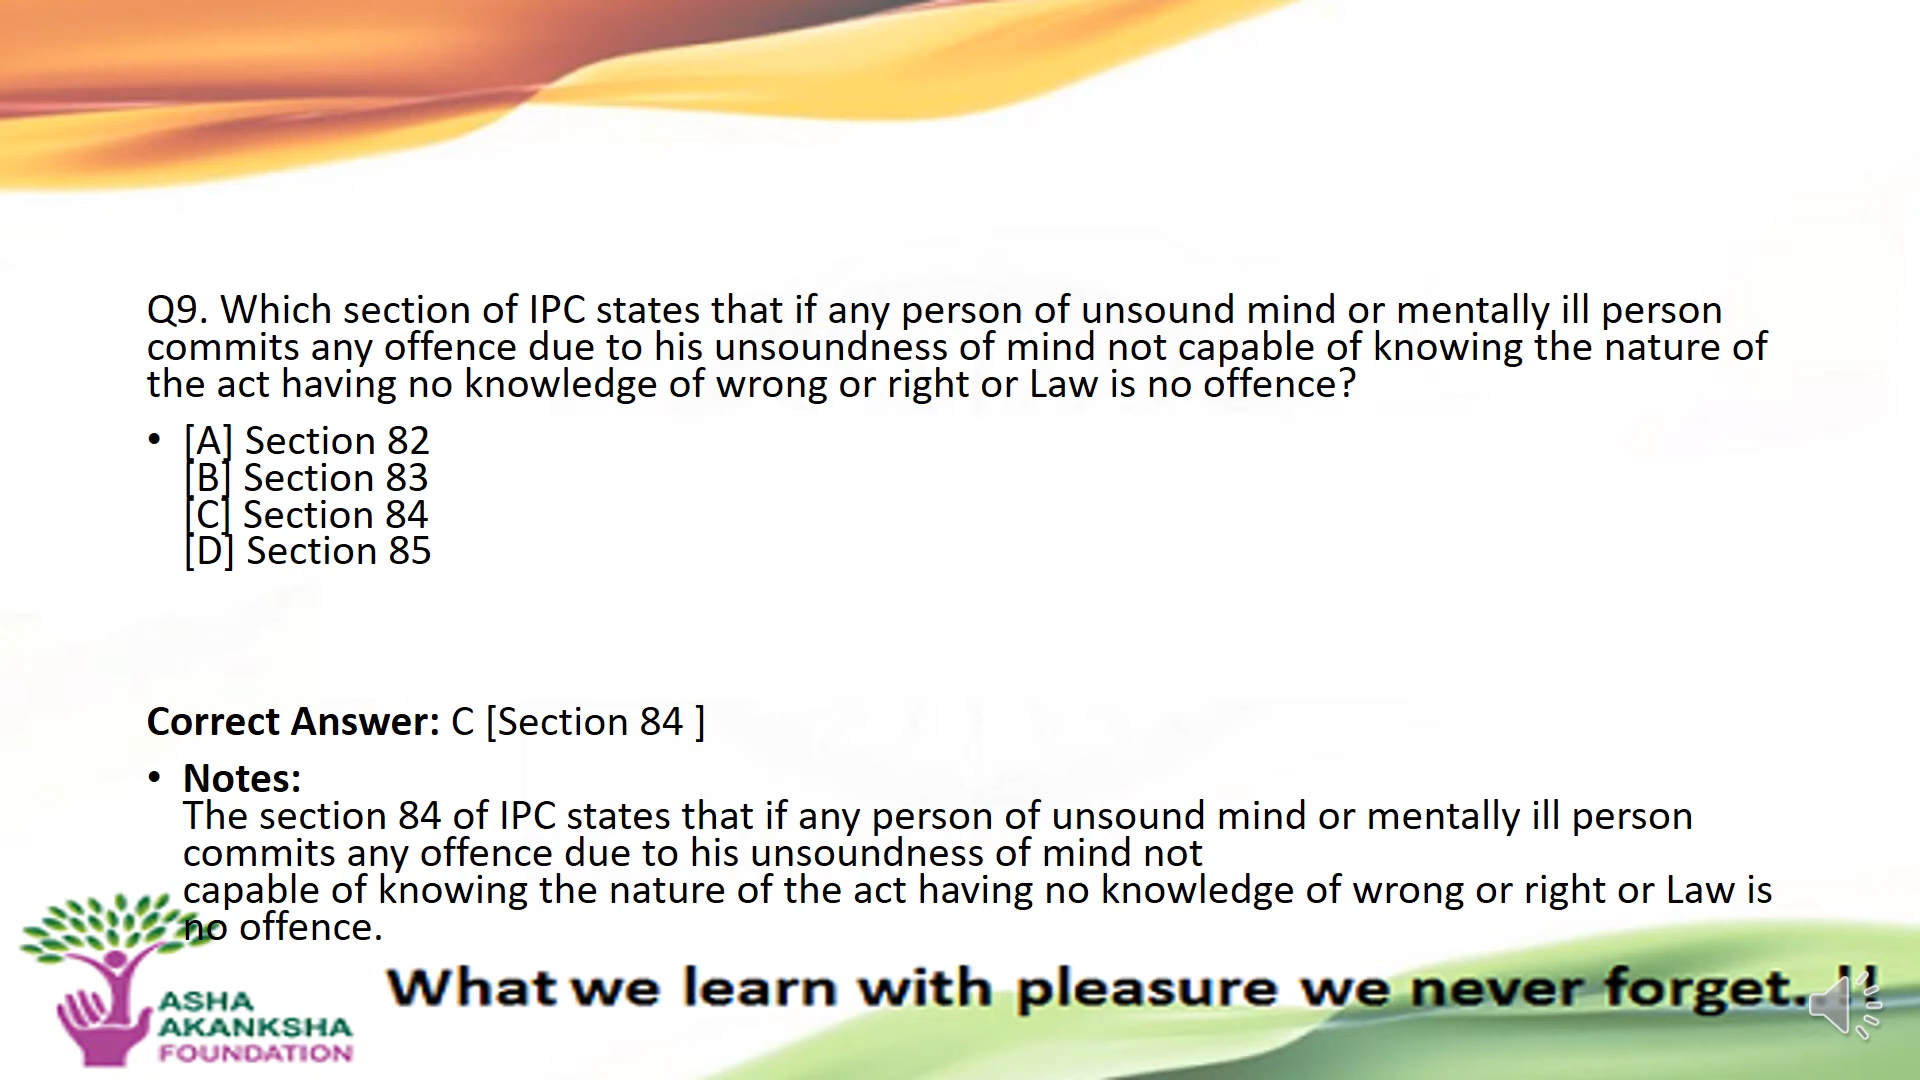 Q9. Which section of IPC states that if any person of unsound mind or mentally ill person
commits any offence due to his unsoundness of mind not capable of knowing the nature of
the act having no knowledge of wrong or right or Law is no offence?
• [A] Section 82
[B] Section 83
[C] Section 84
[D] Section 85
Correct Answer: C [Section 84 ]
• Notes:
The section 84 of IPC states that if any person of unsound mind or mentally ill person
commits any offence due to his unsoundness of mind not
capable of knowing the nature of the act having no knowledge of wrong or right or Law is
no offence.
What we learn with pleasure we never forget..!!
ASHA
AKANKSHA
FOUNDATION